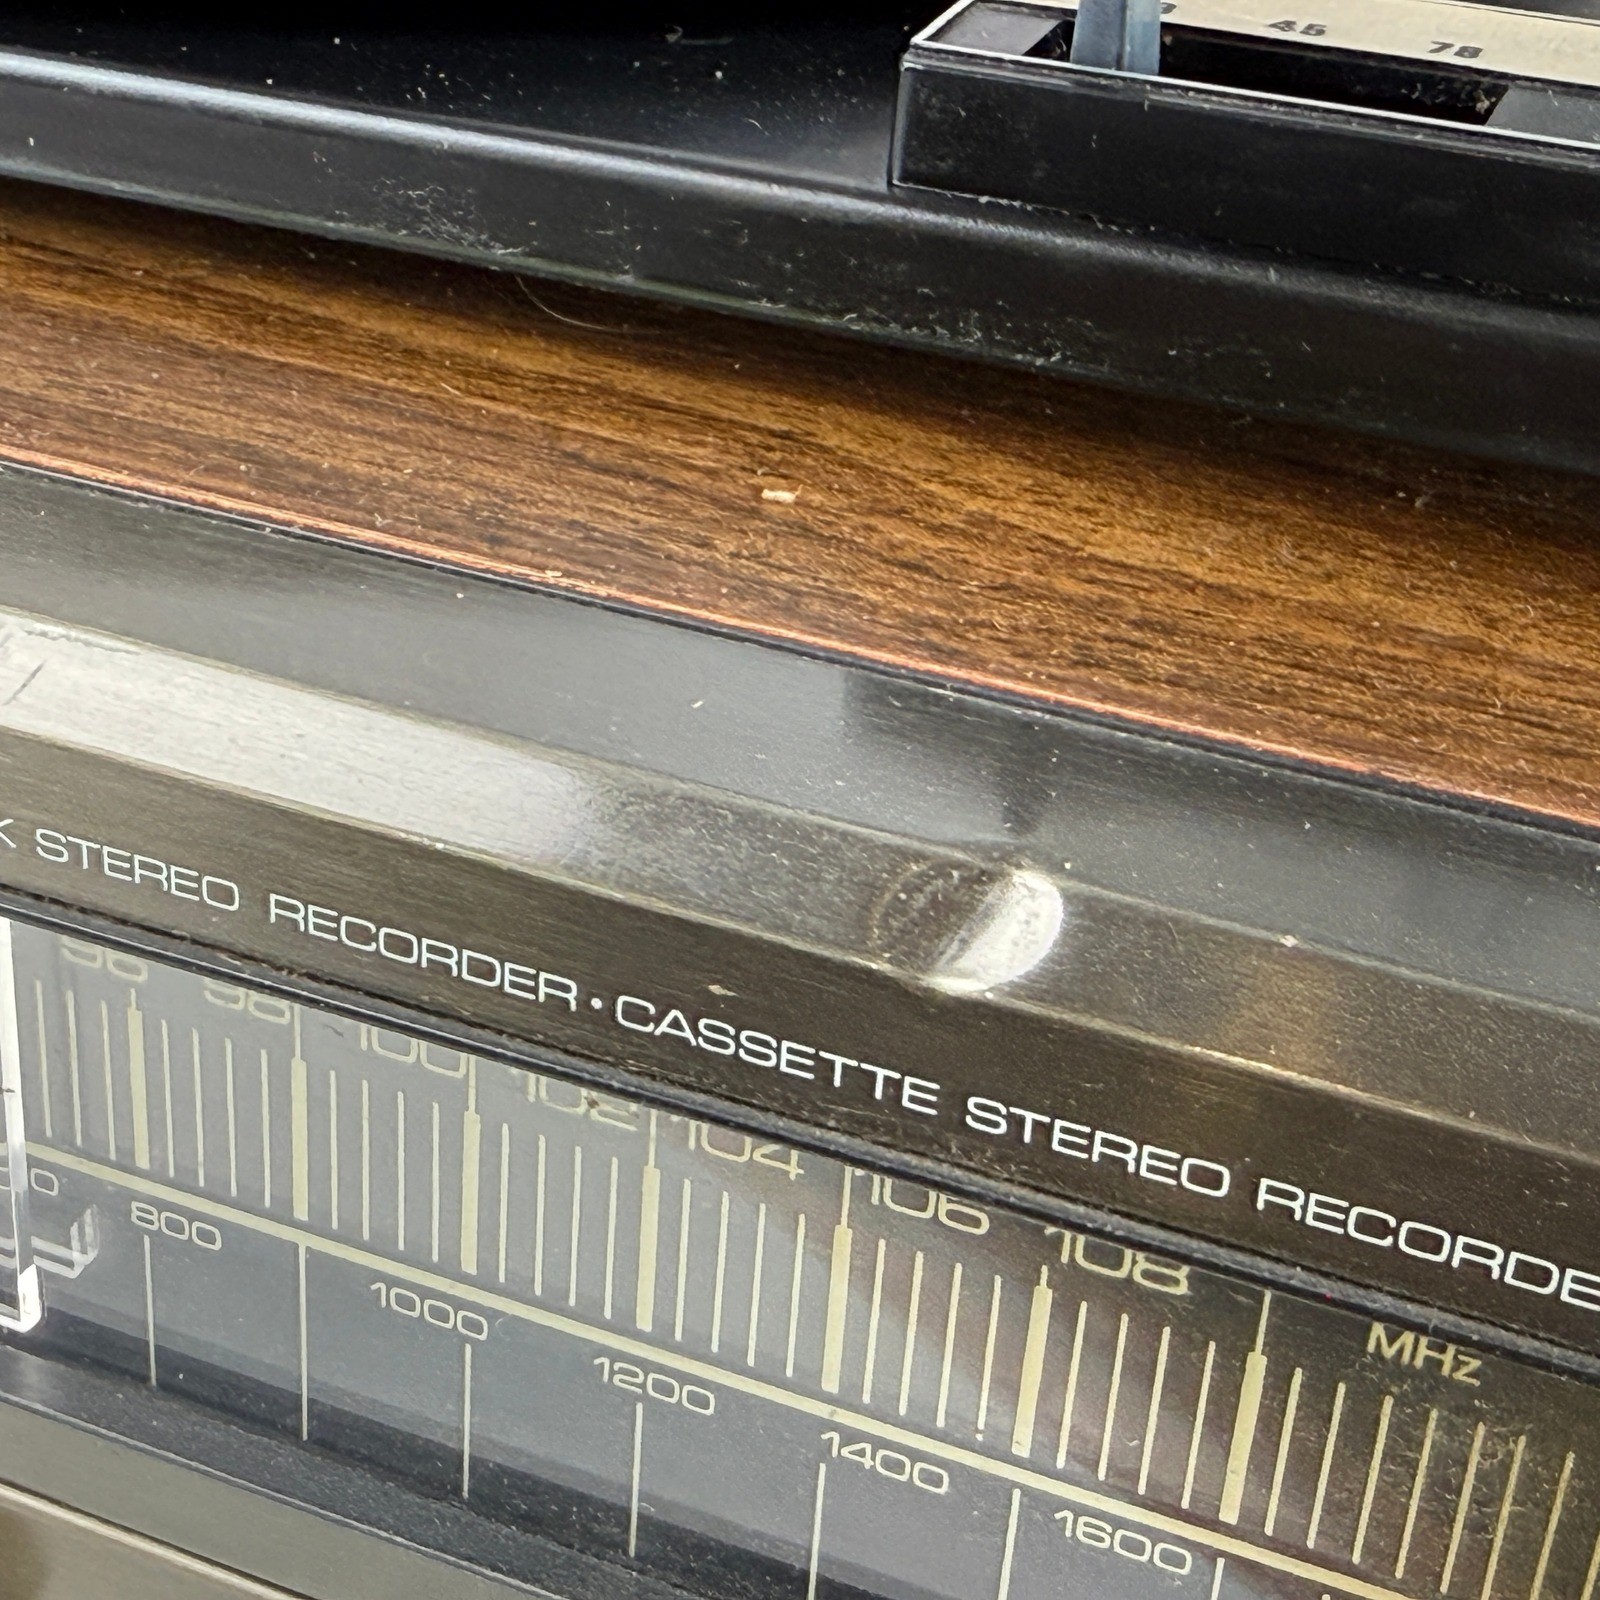 45 78
K STEREO RECORDER • CASSETTE STEREO RECORDE
96 98 100 102 104 106 108 MHz
800 1000 1200 1400 1600